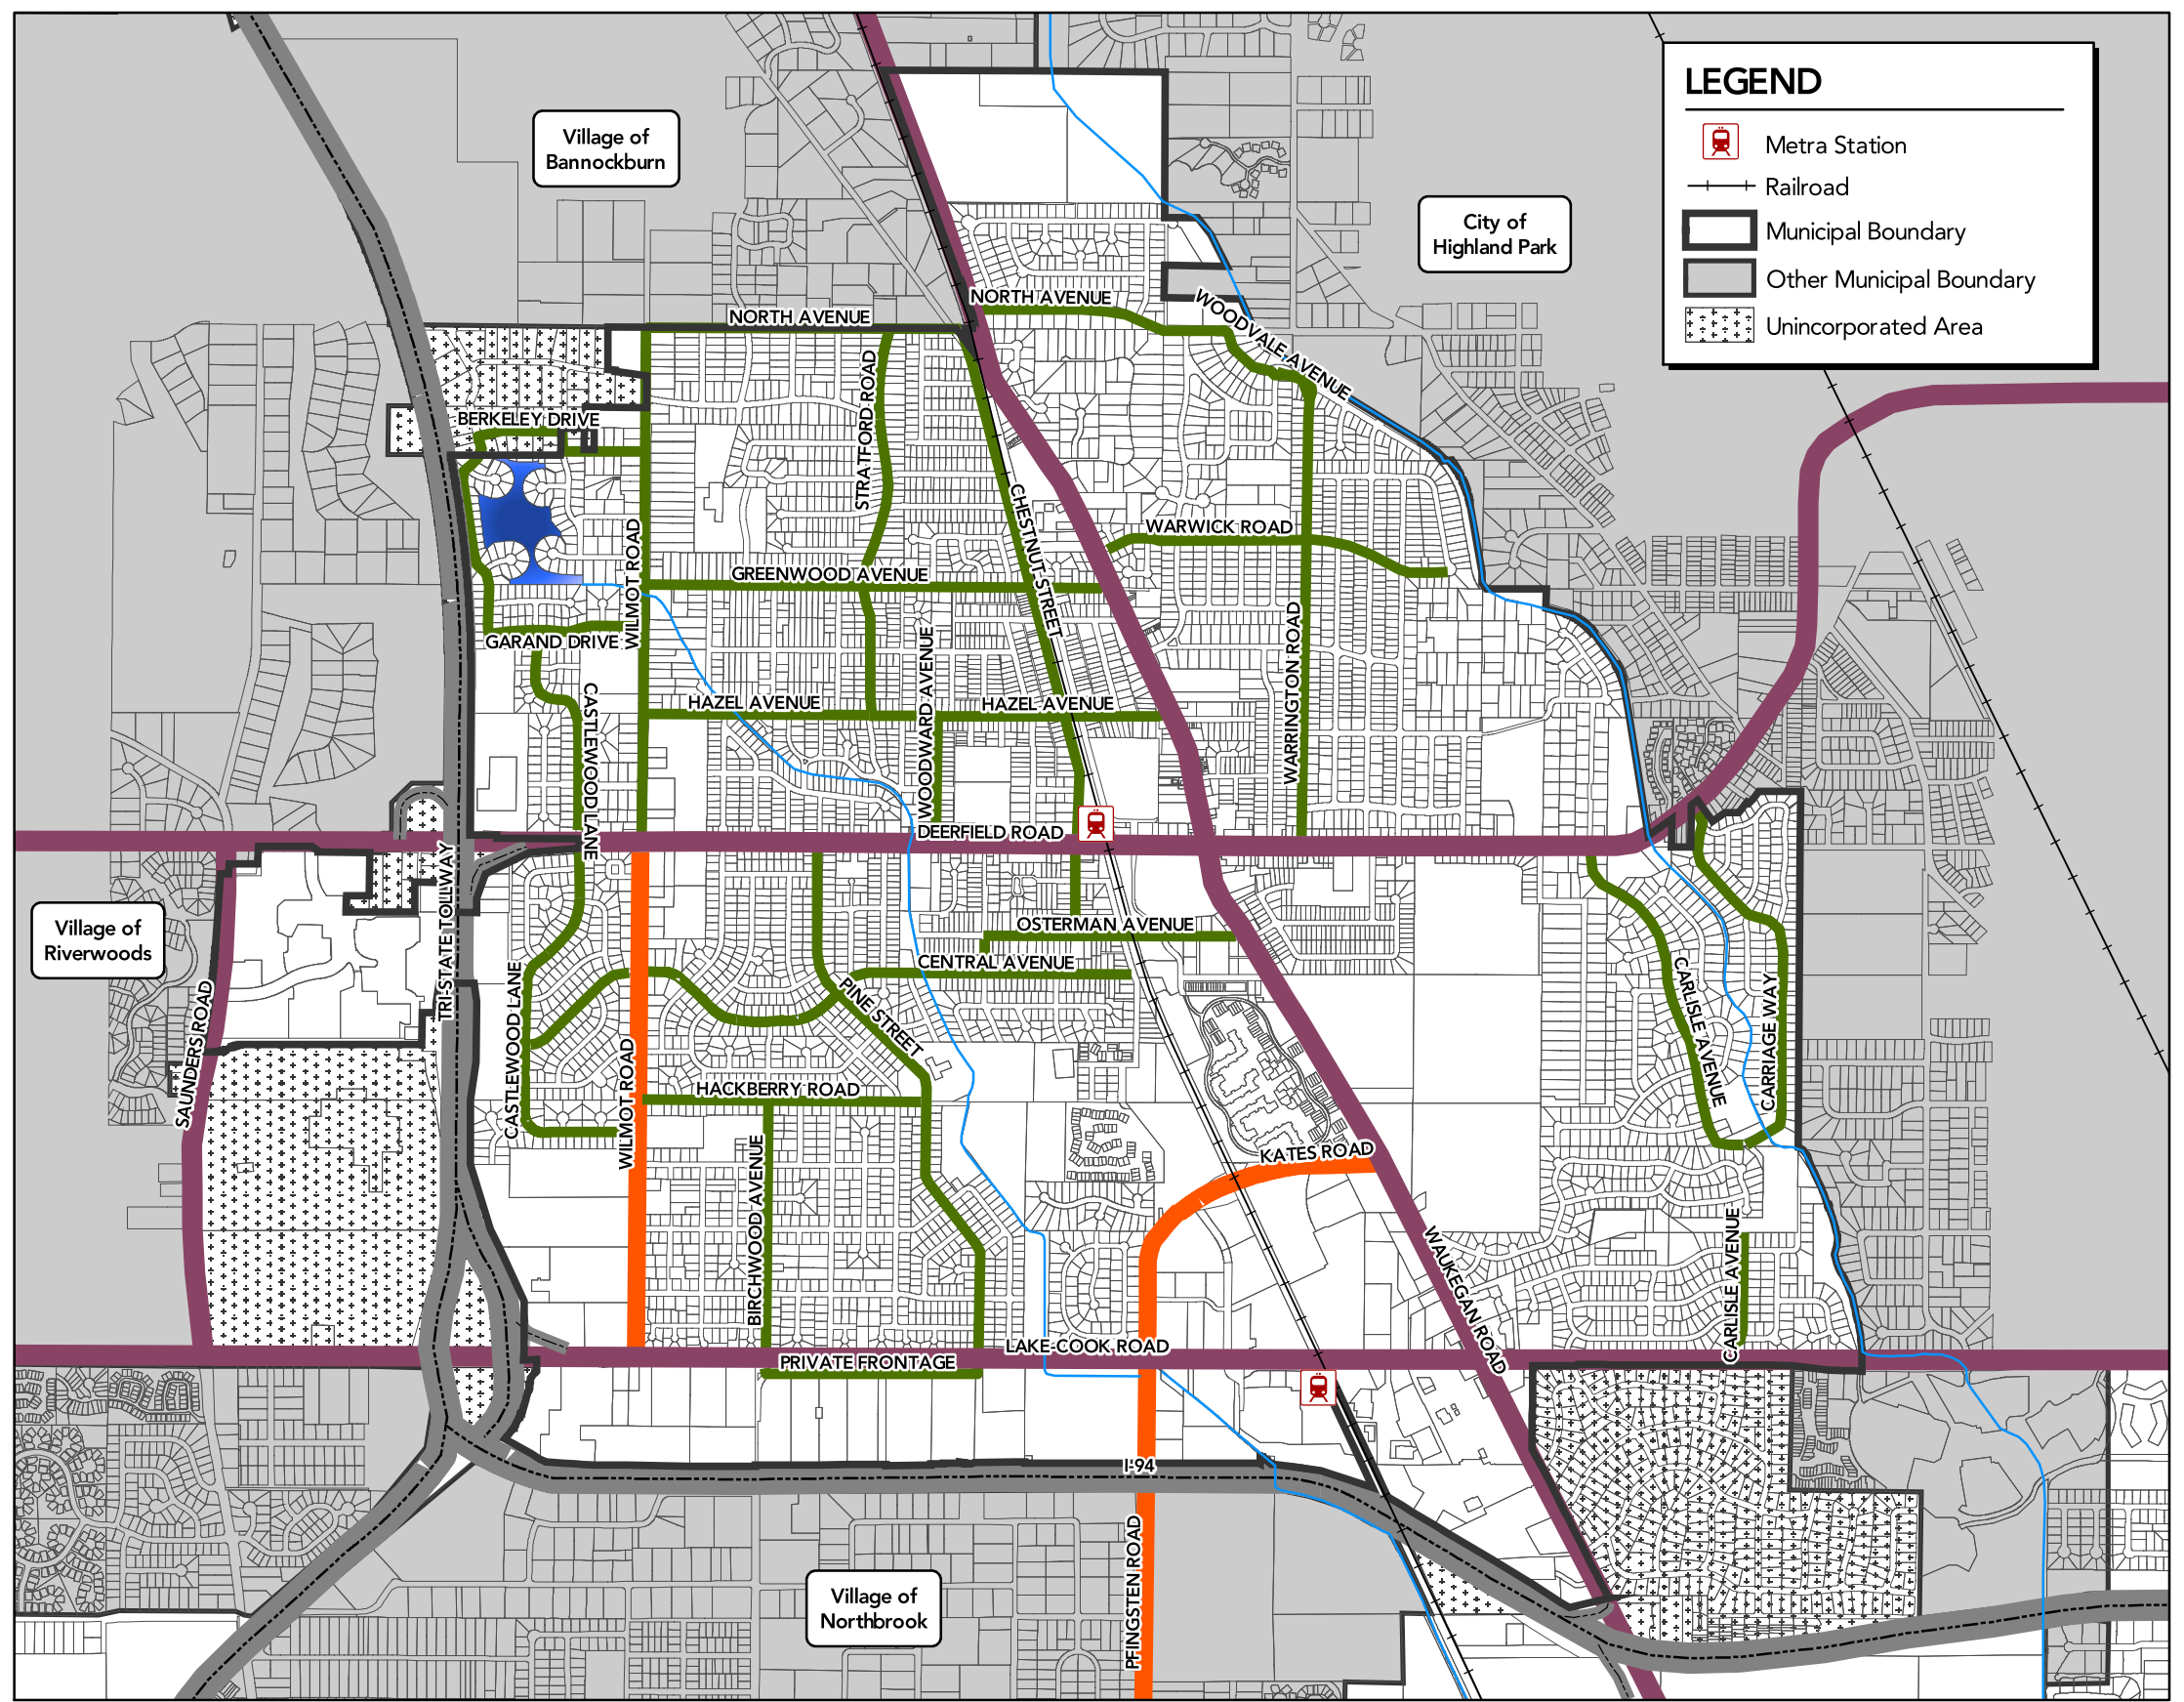 LEGEND
Metra Station
Railroad
Municipal Boundary
Other Municipal Boundary
Unincorporated Area
Village of
Bannockburn
City of
Highland Park
NORTH AVENUE
NORTH AVENUE
WOODVALE AVENUE
STRATFORD ROAD
BERKELEY DRIVE
CHESTNUT STREET
WARWICK ROAD
WILMOT ROAD
GREENWOOD AVENUE
GARAND DRIVE
WOODWARD AVENUE
WARRINGTON ROAD
CASTLEWOOD LANE
HAZEL AVENUE
HAZEL AVENUE
DEERFIELD ROAD
TRI-STATE TOLLWAY
Village of
Riverwoods
OSTERMAN AVENUE
CENTRAL AVENUE
SAUNDERS ROAD
CASTLEWOOD LANE
PINE STREET
CARLISLE AVENUE
CARRIAGE WAY
WILMOT ROAD
HACKBERRY ROAD
BIRCHWOOD AVENUE
KATES ROAD
WAUKEGAN ROAD
CARLISLE AVENUE
LAKE-COOK ROAD
PRIVATE FRONTAGE
I-94
PFINGSTEN ROAD
Village of
Northbrook